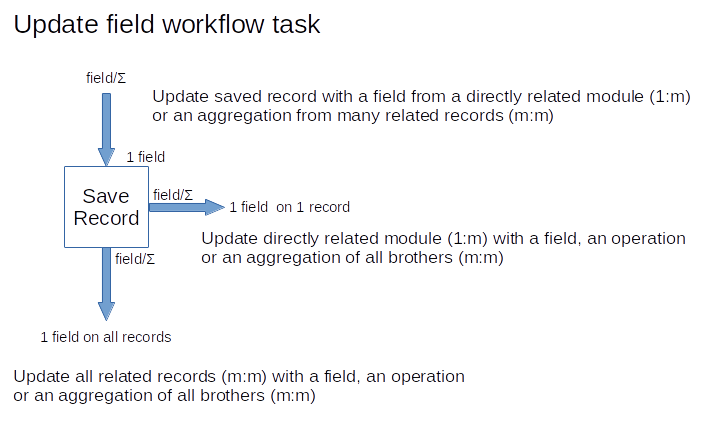 Update field workflow task
field/Σ
Update saved record with a field from a directly related module (1:m)
or an aggregation from many related records (m:m)
1 field
Save
Record
field/Σ
1 field  on 1 record
Update directly related module (1:m) with a field, an operation
or an aggregation of all brothers (m:m)
field/Σ
1 field on all records
Update all related records (m:m) with a field, an operation
or an aggregation of all brothers (m:m)